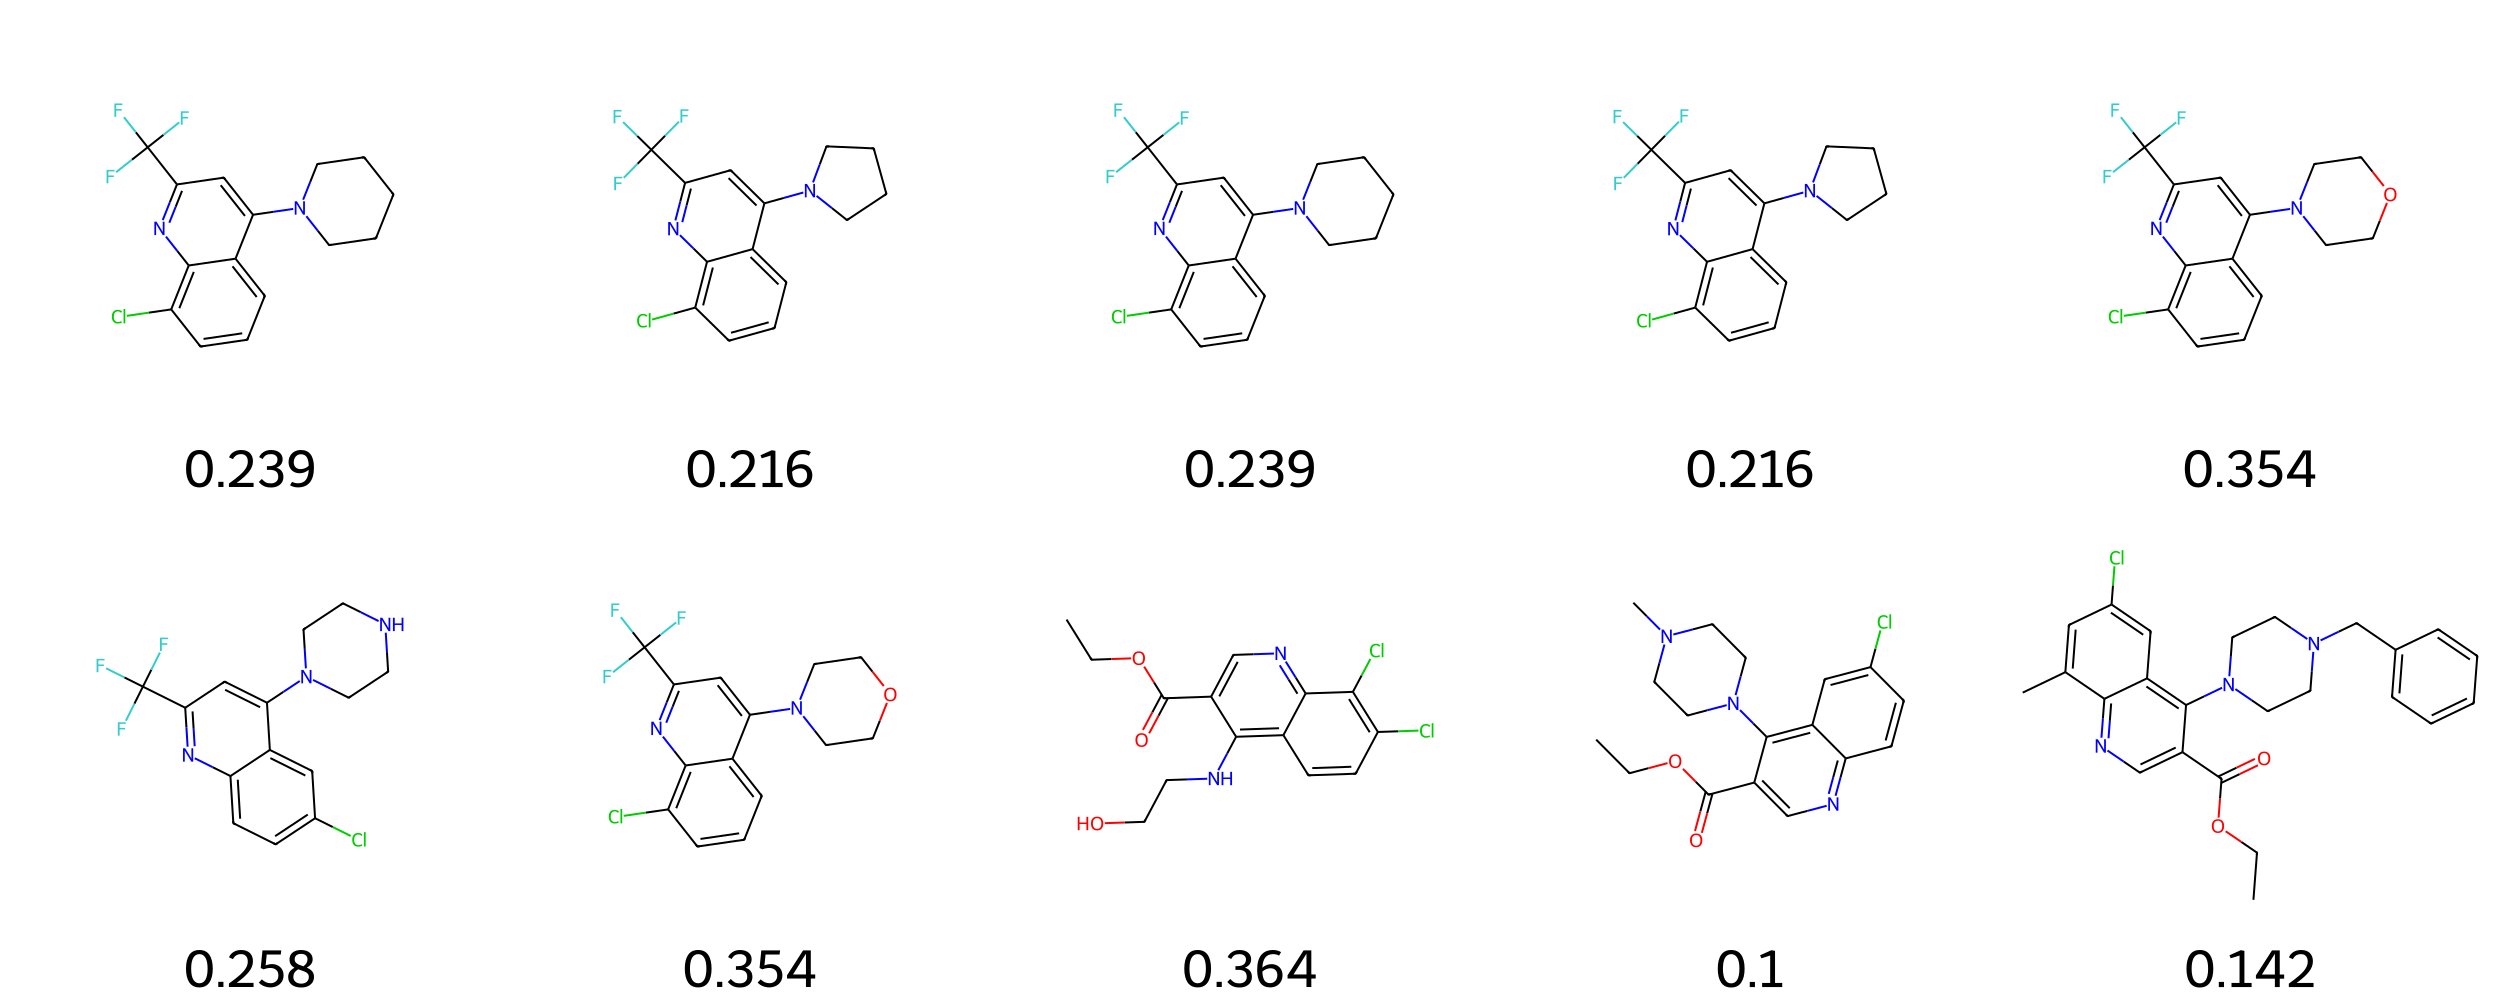 F F F N N Cl
F F F N N Cl
F F F N N Cl
F F F N N Cl
F F F N N O Cl
0.239 0.216 0.239 0.216 0.354
F F F N N NH Cl
F F F N N O Cl
O O N Cl Cl NH HO
N N Cl O O N
Cl N N N O O
0.258 0.354 0.364 0.1 0.142